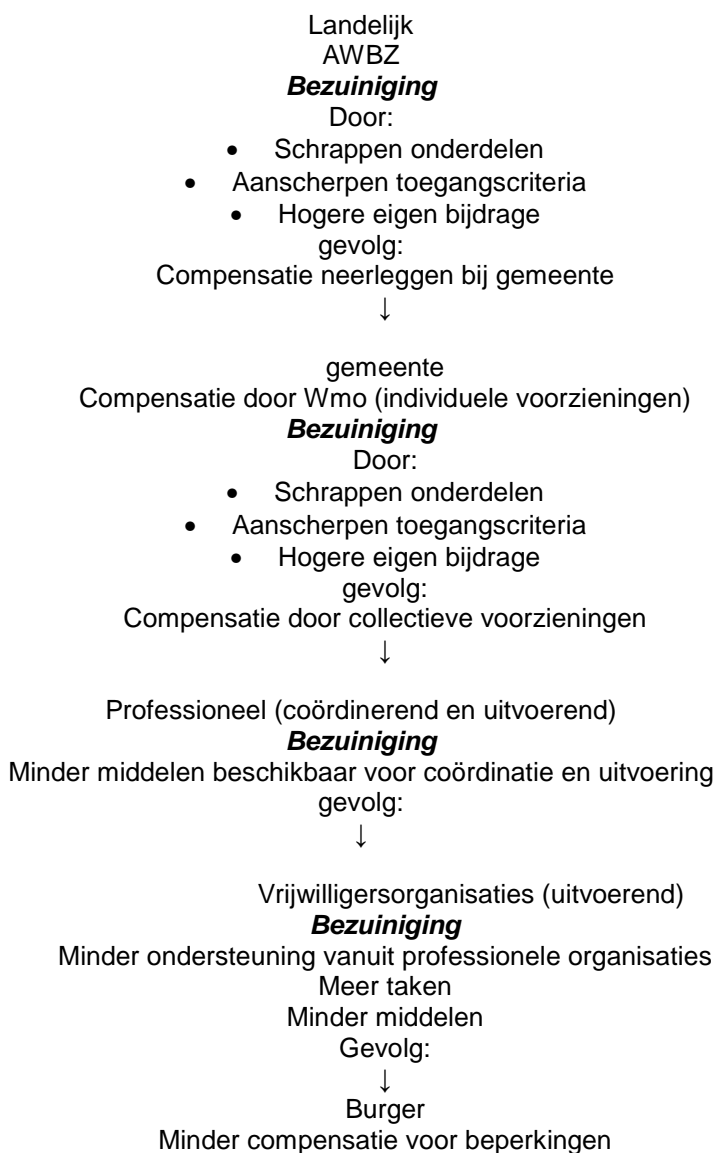 Landelijk
AWBZ
Bezuiniging
Door:
• Schrappen onderdelen
• Aanscherpen toegangscriteria
• Hogere eigen bijdrage
gevolg:
Compensatie neerleggen bij gemeente
↓
gemeente
Compensatie door Wmo (individuele voorzieningen)
Bezuiniging
Door:
• Schrappen onderdelen
• Aanscherpen toegangscriteria
• Hogere eigen bijdrage
gevolg:
Compensatie door collectieve voorzieningen
↓
Professioneel (coördinerend en uitvoerend)
Bezuiniging
Minder middelen beschikbaar voor coördinatie en uitvoering
gevolg:
↓
Vrijwilligersorganisaties (uitvoerend)
Bezuiniging
Minder ondersteuning vanuit professionele organisaties
Meer taken
Minder middelen
Gevolg:
↓
Burger
Minder compensatie voor beperkingen